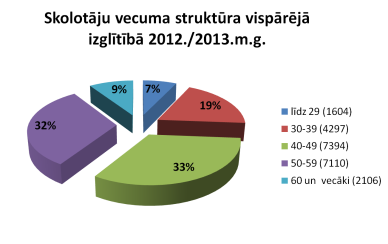 Skolotāju vecuma struktūra vispārējā
izglītībā 2012./2013.m.g.
9%
7%
19%
32%
33%
līdz 29 (1604)
30-39 (4297)
40-49 (7394)
50-59 (7110)
60 un vecāki (2106)